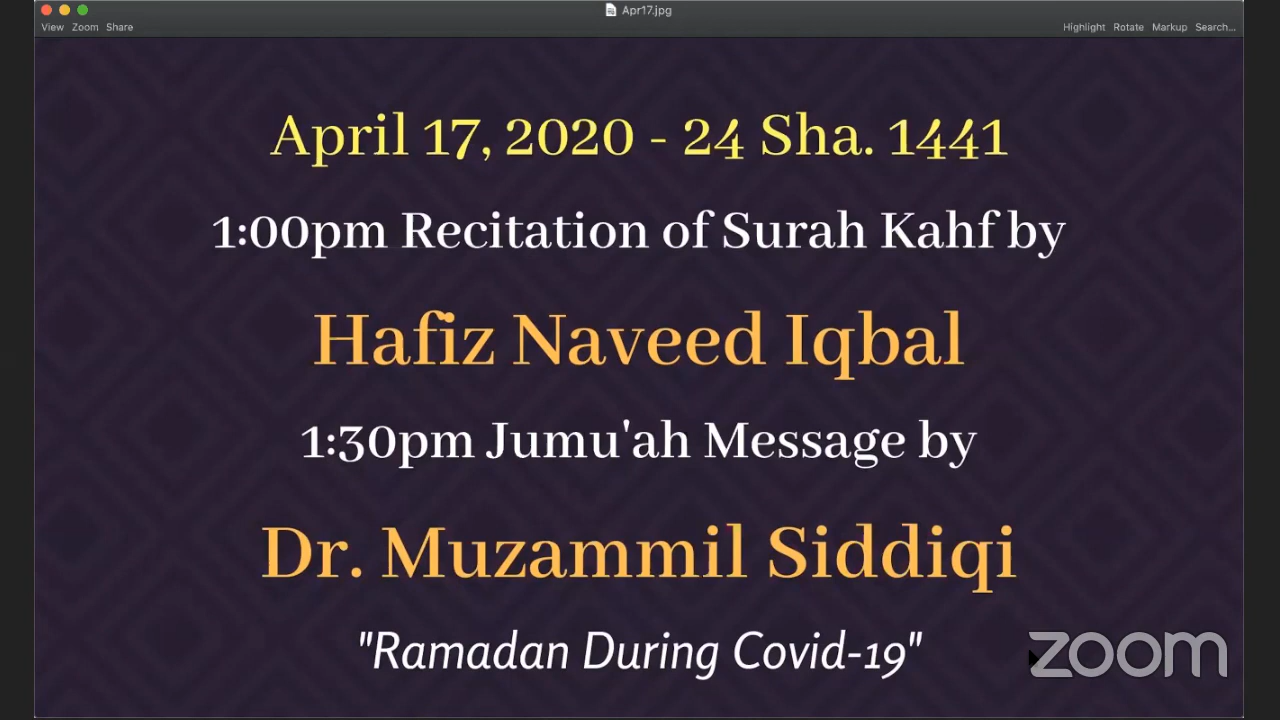 Apr17.jpg
View Zoom Share Highlight Rotate Markup Search...
April 17, 2020 - 24 Sha. 1441
1:00pm Recitation of Surah Kahf by
Hafiz Naveed Iqbal
1:30pm Jumu'ah Message by
Dr. Muzammil Siddiqi
"Ramadan During Covid-19"
zoom